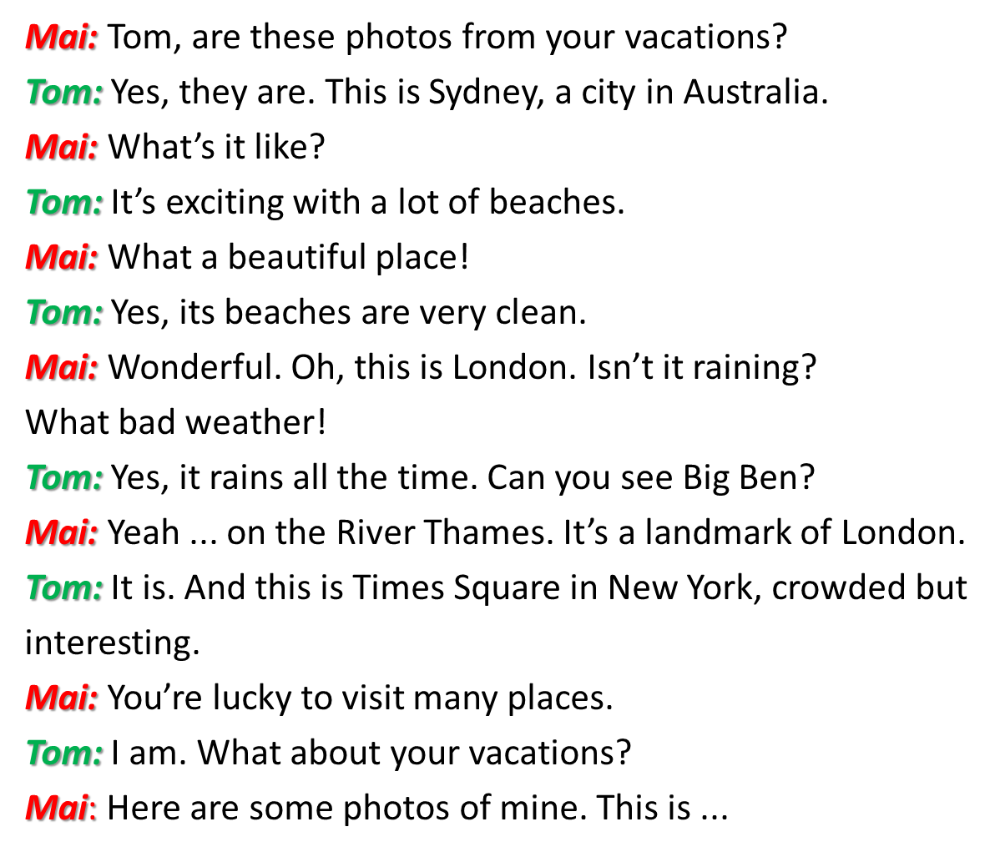 Mai: Tom, are these photos from your vacations?
Tom: Yes, they are. This is Sydney, a city in Australia.
Mai: What’s it like?
Tom: It’s exciting with a lot of beaches.
Mai: What a beautiful place!
Tom: Yes, its beaches are very clean.
Mai: Wonderful. Oh, this is London. Isn’t it raining?
What bad weather!
Tom: Yes, it rains all the time. Can you see Big Ben?
Mai: Yeah ... on the River Thames. It’s a landmark of London.
Tom: It is. And this is Times Square in New York, crowded but
interesting.
Mai: You’re lucky to visit many places.
Tom: I am. What about your vacations?
Mai: Here are some photos of mine. This is ...